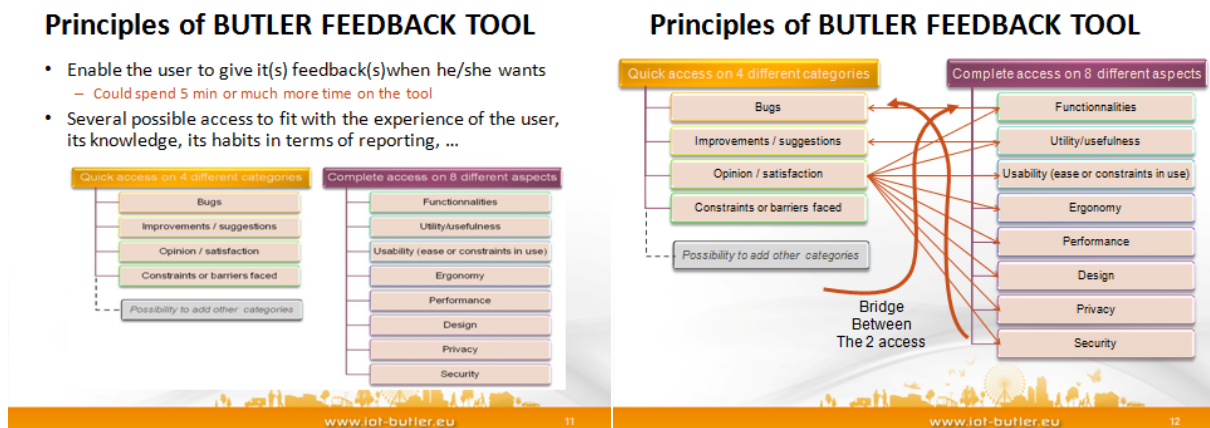 Principles of BUTLER FEEDBACK TOOL
• Enable the user to give it(s) feedback(s)when he/she wants
– Could spend 5 min or much more time on the tool
• Several possible access to fit with the experience of the user,
its knowledge, its habits in terms of reporting, …
Quick access on 4 different categories
Bugs
Improvements / suggestions
Opinion / satisfaction
Constraints or barriers faced
Possibility to add other categories
Complete access on 8 different aspects
Functionnalities
Utility/usefulness
Usability (ease or constraints in use)
Ergonomy
Performance
Design
Privacy
Security
www.iot-butler.eu
11
Principles of BUTLER FEEDBACK TOOL
Quick access on 4 different categories
Bugs
Improvements / suggestions
Opinion / satisfaction
Constraints or barriers faced
Possibility to add other categories
Complete access on 8 different aspects
Functionnalities
Utility/usefulness
Usability (ease or constraints in use)
Ergonomy
Performance
Design
Privacy
Security
Bridge
Between
The 2 access
www.iot-butler.eu
12